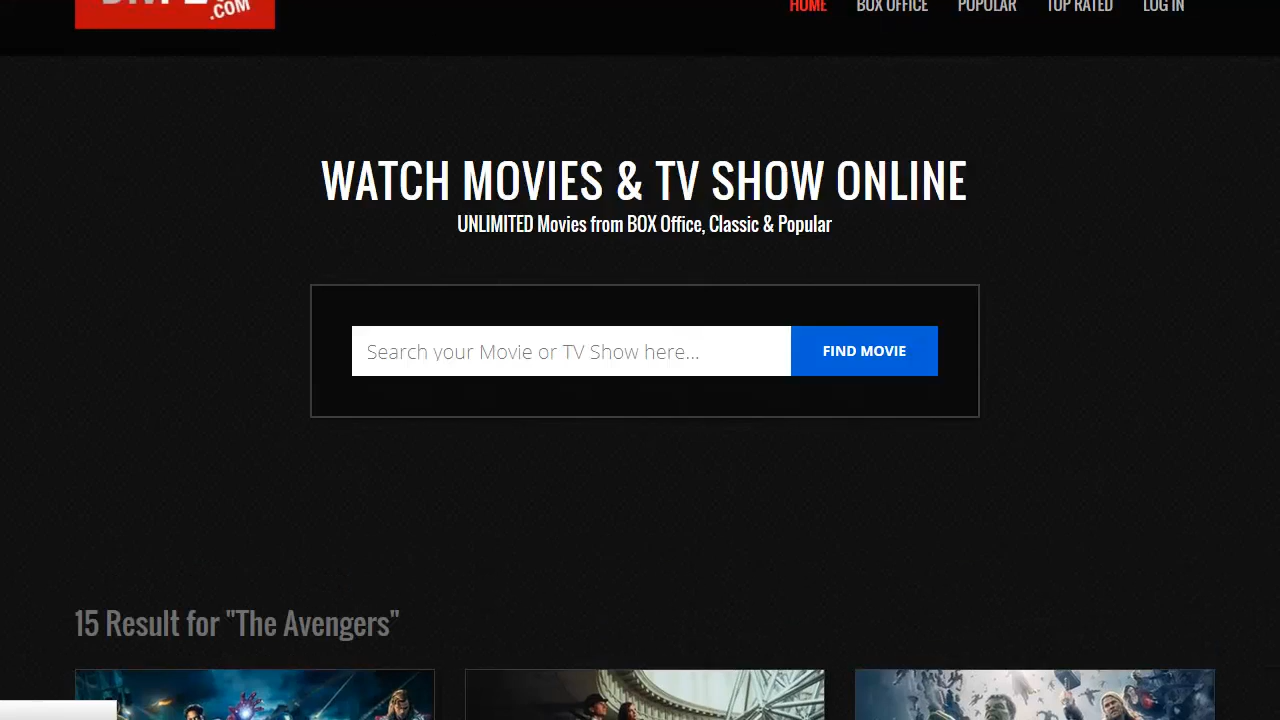 .COM
HOME BOX OFFICE POPULAR TOP RATED LOG IN
WATCH MOVIES & TV SHOW ONLINE
UNLIMITED Movies from BOX Office, Classic & Popular
Search your Movie or TV Show here...
FIND MOVIE
15 Result for "The Avengers"